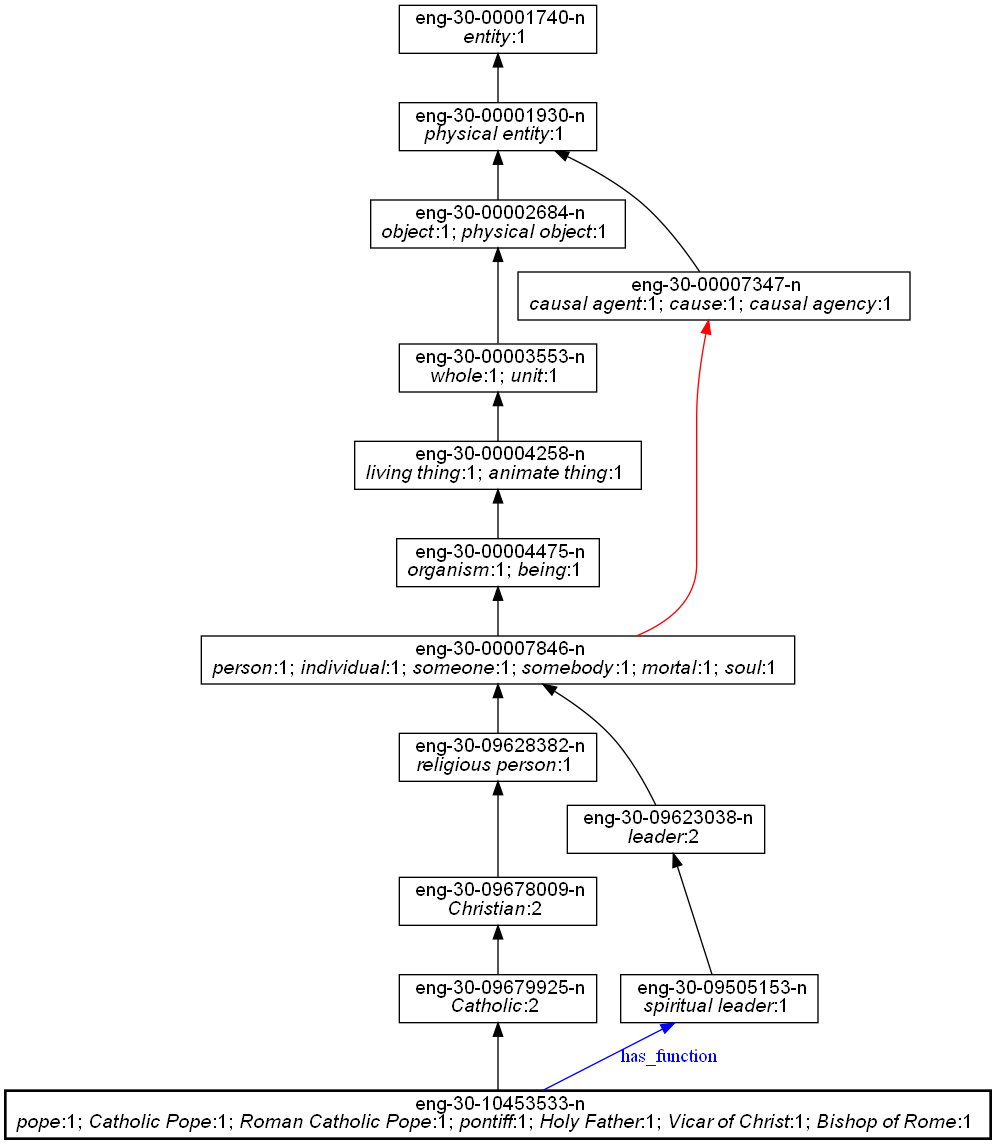 eng-30-00001740-n
entity:1
eng-30-00001930-n
physical entity:1
eng-30-00002684-n
object:1; physical object:1
eng-30-00007347-n
causal agent:1; cause:1; causal agency:1
eng-30-00003553-n
whole:1; unit:1
eng-30-00004258-n
living thing:1; animate thing:1
eng-30-00004475-n
organism:1; being:1
eng-30-00007846-n
person:1; individual:1; someone:1; somebody:1; mortal:1; soul:1
eng-30-09628382-n
religious person:1
eng-30-09623038-n
leader:2
eng-30-09678009-n
Christian:2
eng-30-09679925-n
Catholic:2
eng-30-09505153-n
spiritual leader:1
has_function
eng-30-10453533-n
pope:1; Catholic Pope:1; Roman Catholic Pope:1; pontiff:1; Holy Father:1; Vicar of Christ:1; Bishop of Rome:1